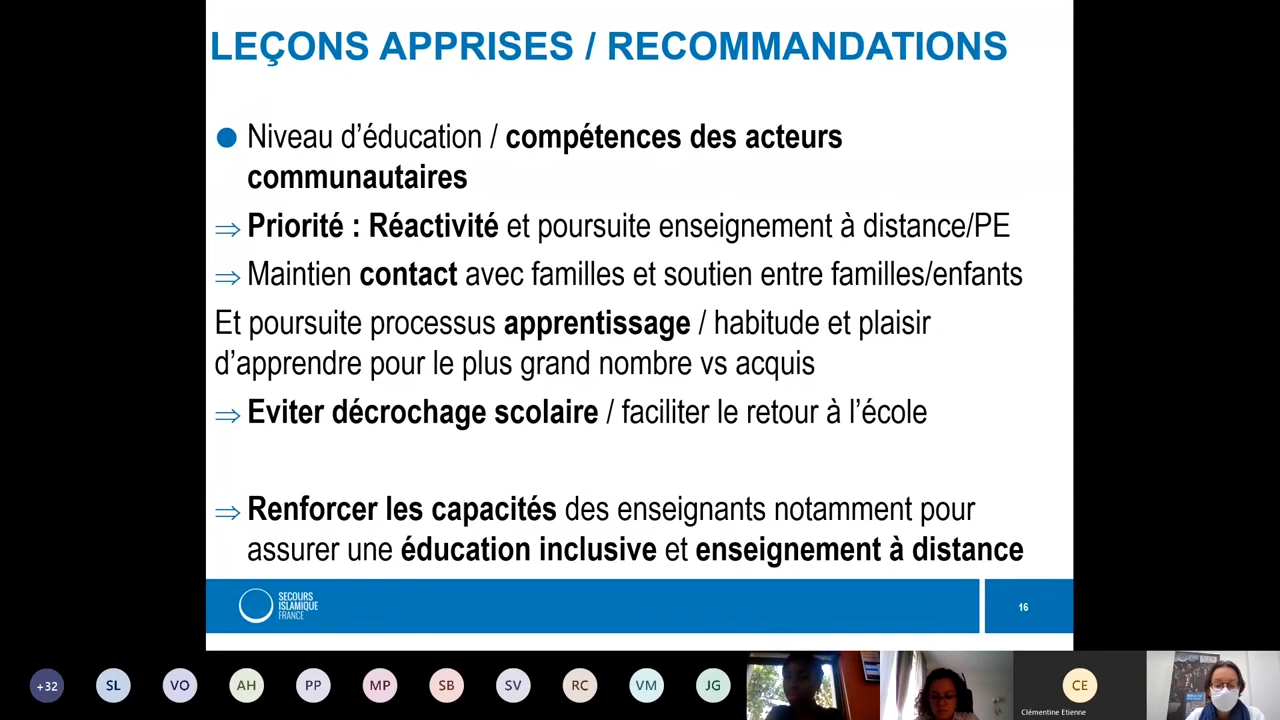 LEÇONS APPRISES / RECOMMANDATIONS
Niveau d’éducation / compétences des acteurs
communautaires
⇒ Priorité : Réactivité et poursuite enseignement à distance/PE
⇒ Maintien contact avec familles et soutien entre familles/enfants
Et poursuite processus apprentissage / habitude et plaisir
d’apprendre pour le plus grand nombre vs acquis
⇒ Eviter décrochage scolaire / faciliter le retour à l’école
⇒ Renforcer les capacités des enseignants notamment pour
assurer une éducation inclusive et enseignement à distance
SECOURS
ISLAMIQUE
FRANCE
16
+32 SL VO AH PP MP SB SV RC VM JG CE
Clémentine Etienne